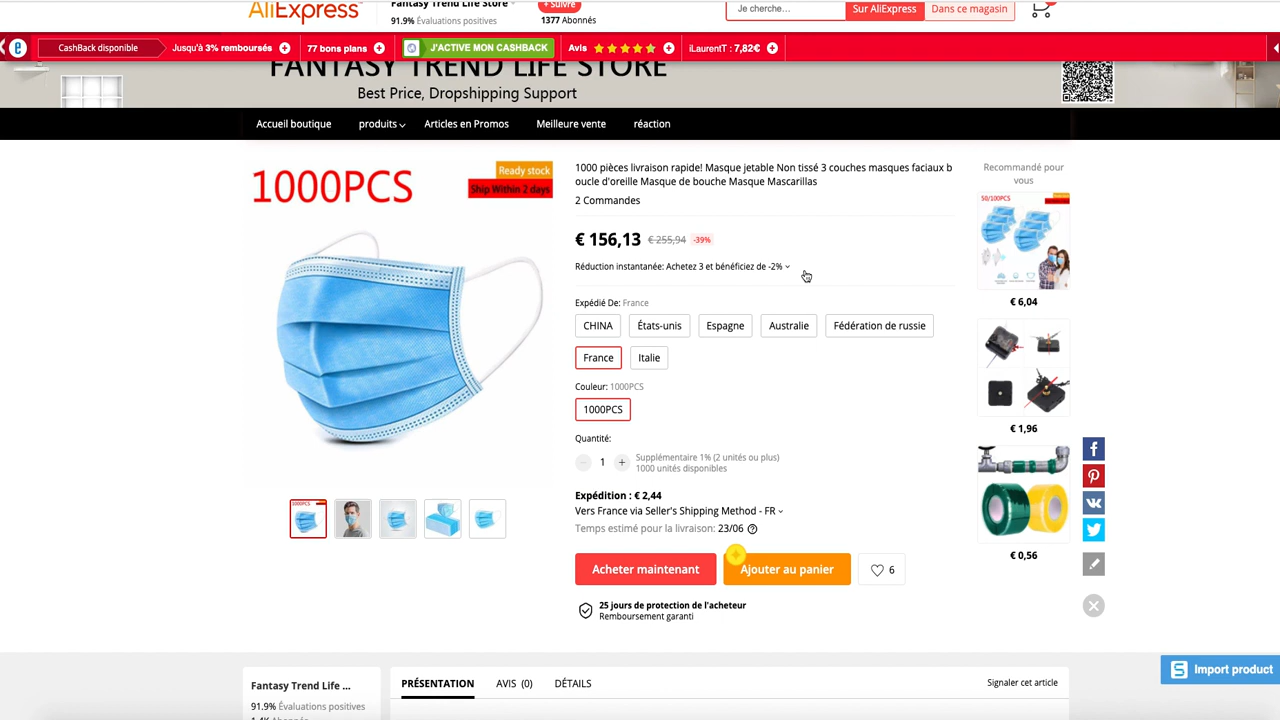 AliExpress
Fantasy Trend Life Store
91.9% Évaluations positives
+ Suivre
1377 Abonnés
Je cherche...
Sur AliExpress
Dans ce magasin
CashBack disponible
Jusqu'à 3% remboursés
77 bons plans
J'ACTIVE MON CASHBACK
Avis
iLaurentT : 7,82€
FANTASY TREND LIFE STORE
Best Price, Dropshipping Support
Accueil boutique
produits
Articles en Promos
Meilleure vente
réaction
1000PCS
Ready stock
Ship Within 2 days
1000 pièces livraison rapide! Masque jetable Non tissé 3 couches masques faciaux b
oucle d'oreille Masque de bouche Masque Mascarillas
2 Commandes
€ 156,13 € 255,94 -39%
Réduction instantanée: Achetez 3 et bénéficiez de -2%
Expédié De: France
CHINA
États-unis
Espagne
Australie
Fédération de russie
France
Italie
Couleur: 1000PCS
1000PCS
Quantité:
1
Supplémentaire 1% (2 unités ou plus)
1000 unités disponibles
Expédition : € 2,44
Vers France via Seller's Shipping Method - FR
Temps estimé pour la livraison: 23/06
Acheter maintenant
Ajouter au panier
6
25 jours de protection de l'acheteur
Remboursement garanti
Recommandé pour
vous
50/100PCS
€ 6,04
€ 1,96
€ 0,56
Import product
Fantasy Trend Life ...
91.9% Évaluations positives
PRÉSENTATION
AVIS (0)
DÉTAILS
Signaler cet article